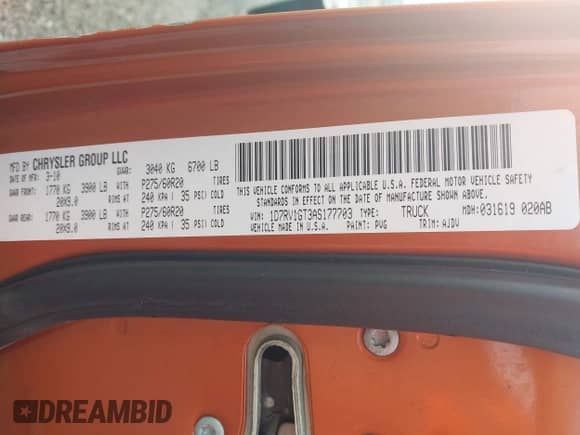 MFD BY CHRYSLER GROUP LLC
DATE OF MFR: 3-10 GVWR: 3040 KG 6700 LB
GAWR FRONT: 1770 KG 3900 LB WITH P275/60R20 TIRES
20X9.0 RIMS AT 240 KPA( 35 PSI) COLD
GAWR REAR: 1770 KG 3900 LB WITH P275/60R20 TIRES
20X9.0 RIMS AT 240 KPA( 35 PSI) COLD
THIS VEHICLE CONFORMS TO ALL APPLICABLE U.S.A. FEDERAL MOTOR VEHICLE SAFETY
STANDARDS IN EFFECT ON THE DATE OF MANUFACTURE SHOWN ABOVE.
VIN: 1D7RV1GT3AS177703 TYPE: TRUCK MDH: 031619 020AB
VEHICLE MADE IN U.S.A. PAINT: PVG TRIM: AJDV
DREAMBID